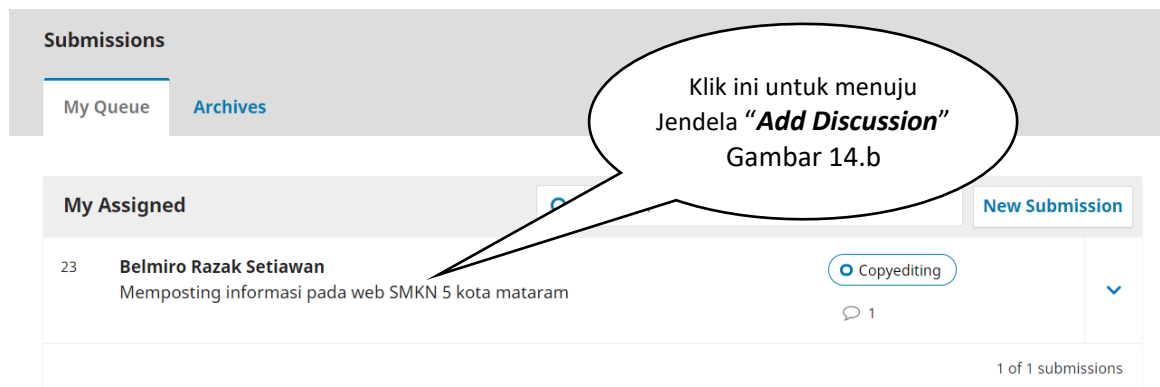 Submissions
My Queue Archives
Klik ini untuk menuju
Jendela “Add Discussion”
Gambar 14.b
My Assigned
New Submission
23 Belmiro Razak Setiawan
Memposting informasi pada web SMKN 5 kota mataram
Copyediting
1
1 of 1 submissions